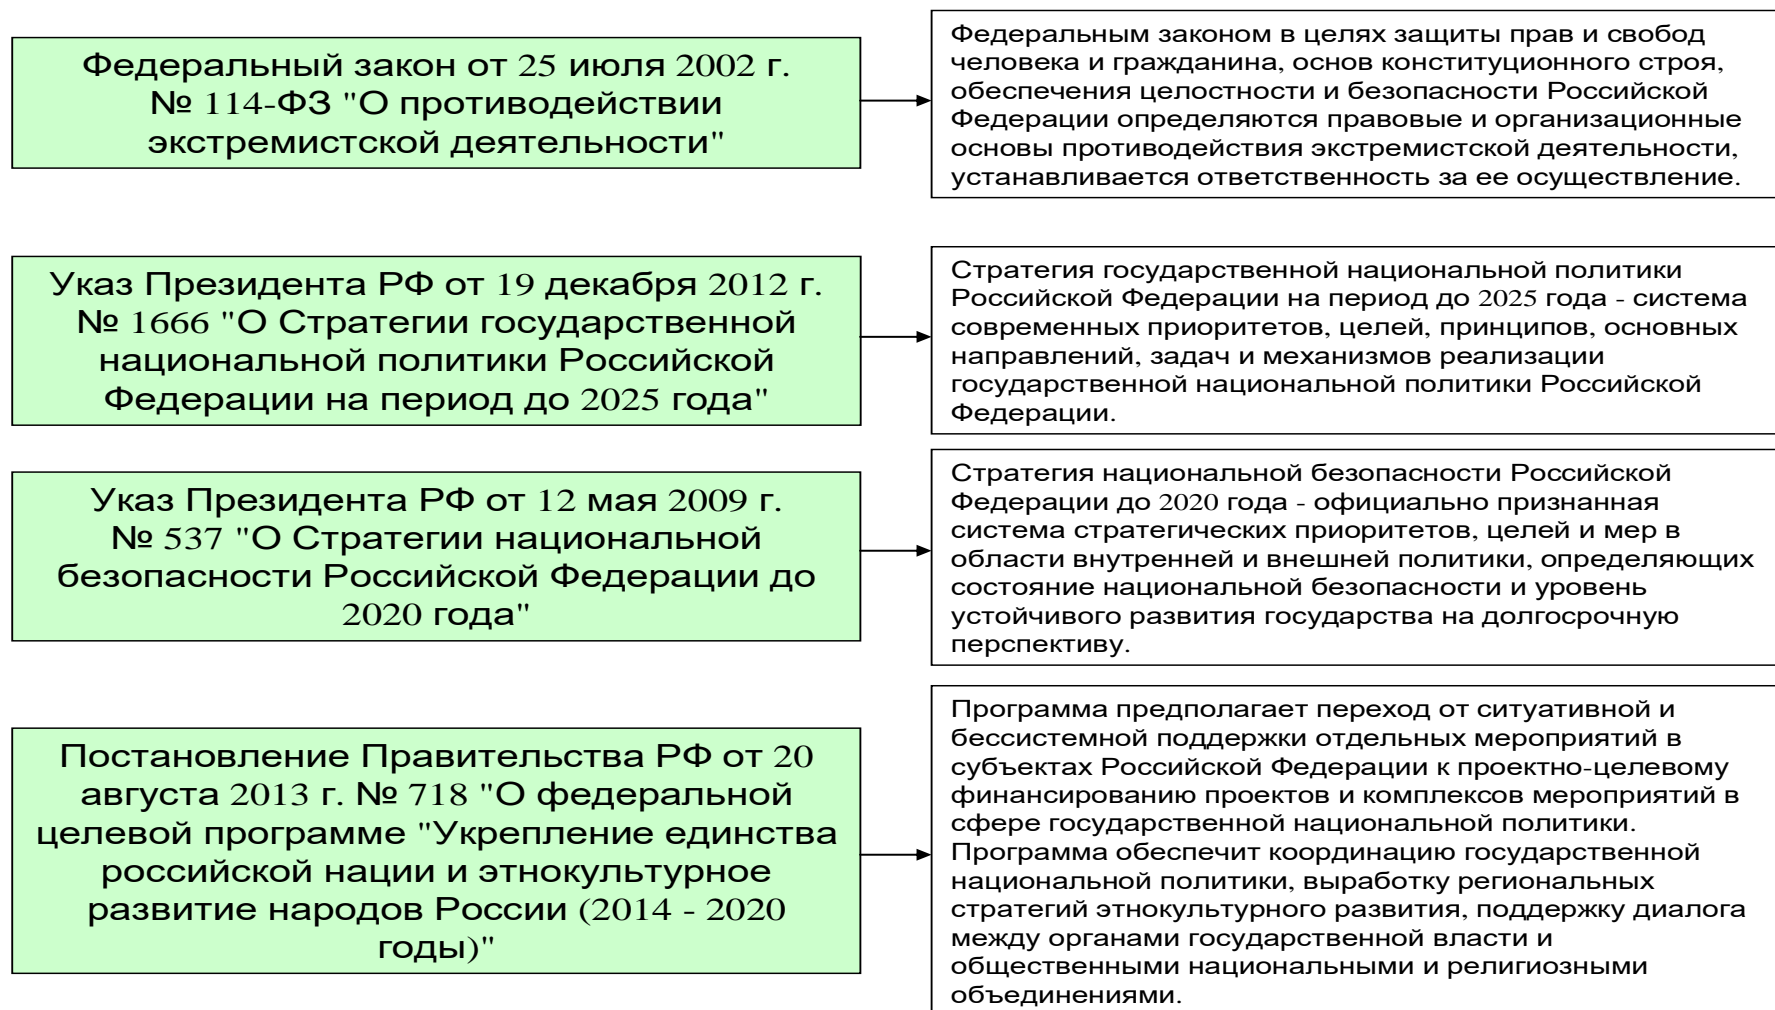 Федеральный закон от 25 июля 2002 г.
№ 114-ФЗ "О противодействии
экстремистской деятельности"
Федеральным законом в целях защиты прав и свобод
человека и гражданина, основ конституционного строя,
обеспечения целостности и безопасности Российской
Федерации определяются правовые и организационные
основы противодействия экстремистской деятельности,
устанавливается ответственность за ее осуществление.
Указ Президента РФ от 19 декабря 2012 г.
№ 1666 "О Стратегии государственной
национальной политики Российской
Федерации на период до 2025 года"
Стратегия государственной национальной политики
Российской Федерации на период до 2025 года - система
современных приоритетов, целей, принципов, основных
направлений, задач и механизмов реализации
государственной национальной политики Российской
Федерации.
Указ Президента РФ от 12 мая 2009 г.
№ 537 "О Стратегии национальной
безопасности Российской Федерации до
2020 года"
Стратегия национальной безопасности Российской
Федерации до 2020 года - официально признанная
система стратегических приоритетов, целей и мер в
области внутренней и внешней политики, определяющих
состояние национальной безопасности и уровень
устойчивого развития государства на долгосрочную
перспективу.
Постановление Правительства РФ от 20
августа 2013 г. № 718 "О федеральной
целевой программе "Укрепление единства
российской нации и этнокультурное
развитие народов России (2014 - 2020
годы)"
Программа предполагает переход от ситуативной и
бессистемной поддержки отдельных мероприятий в
субъектах Российской Федерации к проектно-целевому
финансированию проектов и комплексов мероприятий в
сфере государственной национальной политики.
Программа обеспечит координацию государственной
национальной политики, выработку региональных
стратегий этнокультурного развития, поддержку диалога
между органами государственной власти и
общественными национальными и религиозными
объединениями.